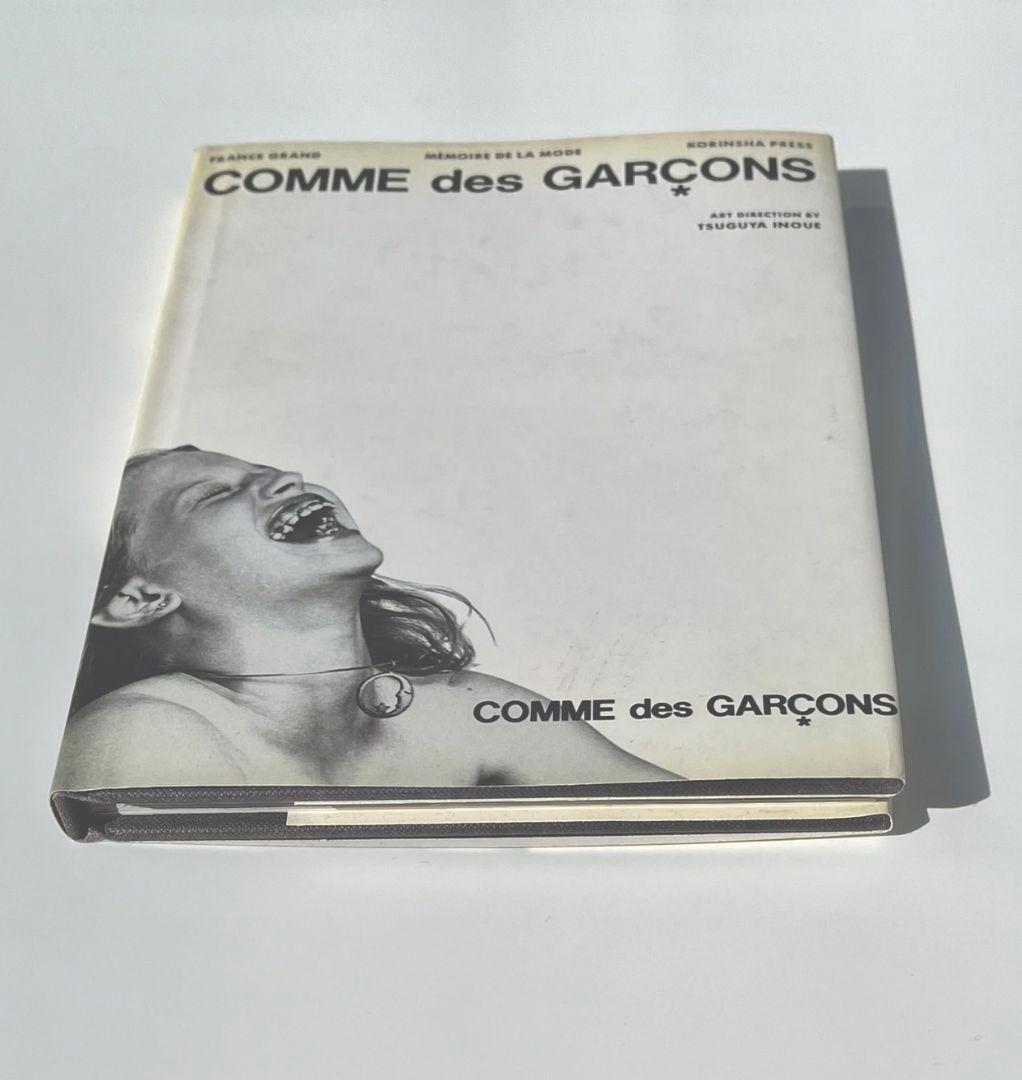 FRANCE GRAND MÉMOIRE DE LA MODE KORINSHA PRESS
COMME des GARÇONS
ART DIRECTION BY
TSUGUYA INOUE
COMME des GARÇONS